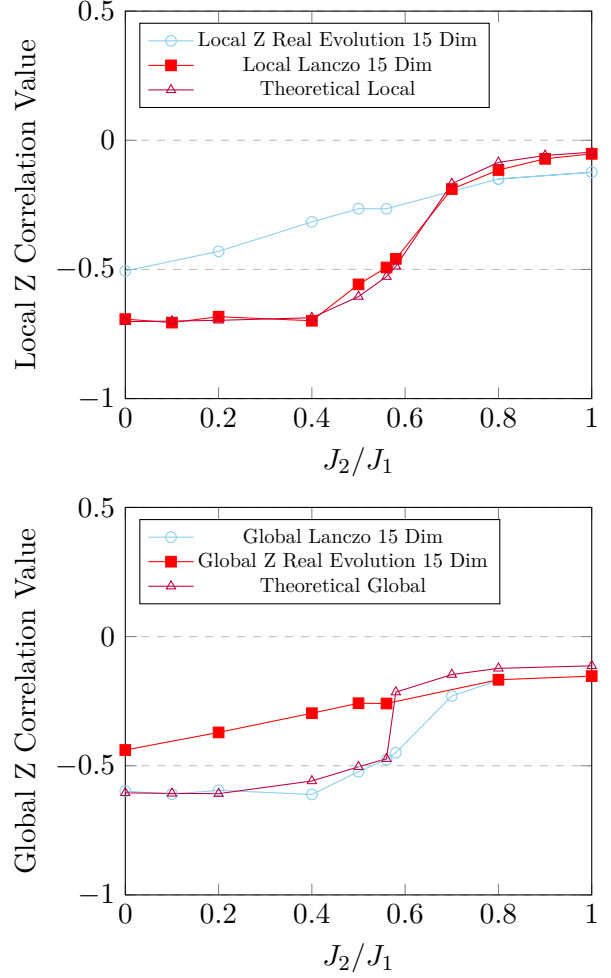 0.5
0
−0.5
−1
Local Z Correlation Value
Local Z Real Evolution 15 Dim
Local Lanczo 15 Dim
Theoretical Local
0 0.2 0.4 0.6 0.8 1
J2/J1
0.5
0
−0.5
−1
Global Z Correlation Value
Global Lanczo 15 Dim
Global Z Real Evolution 15 Dim
Theoretical Global
0 0.2 0.4 0.6 0.8 1
J2/J1